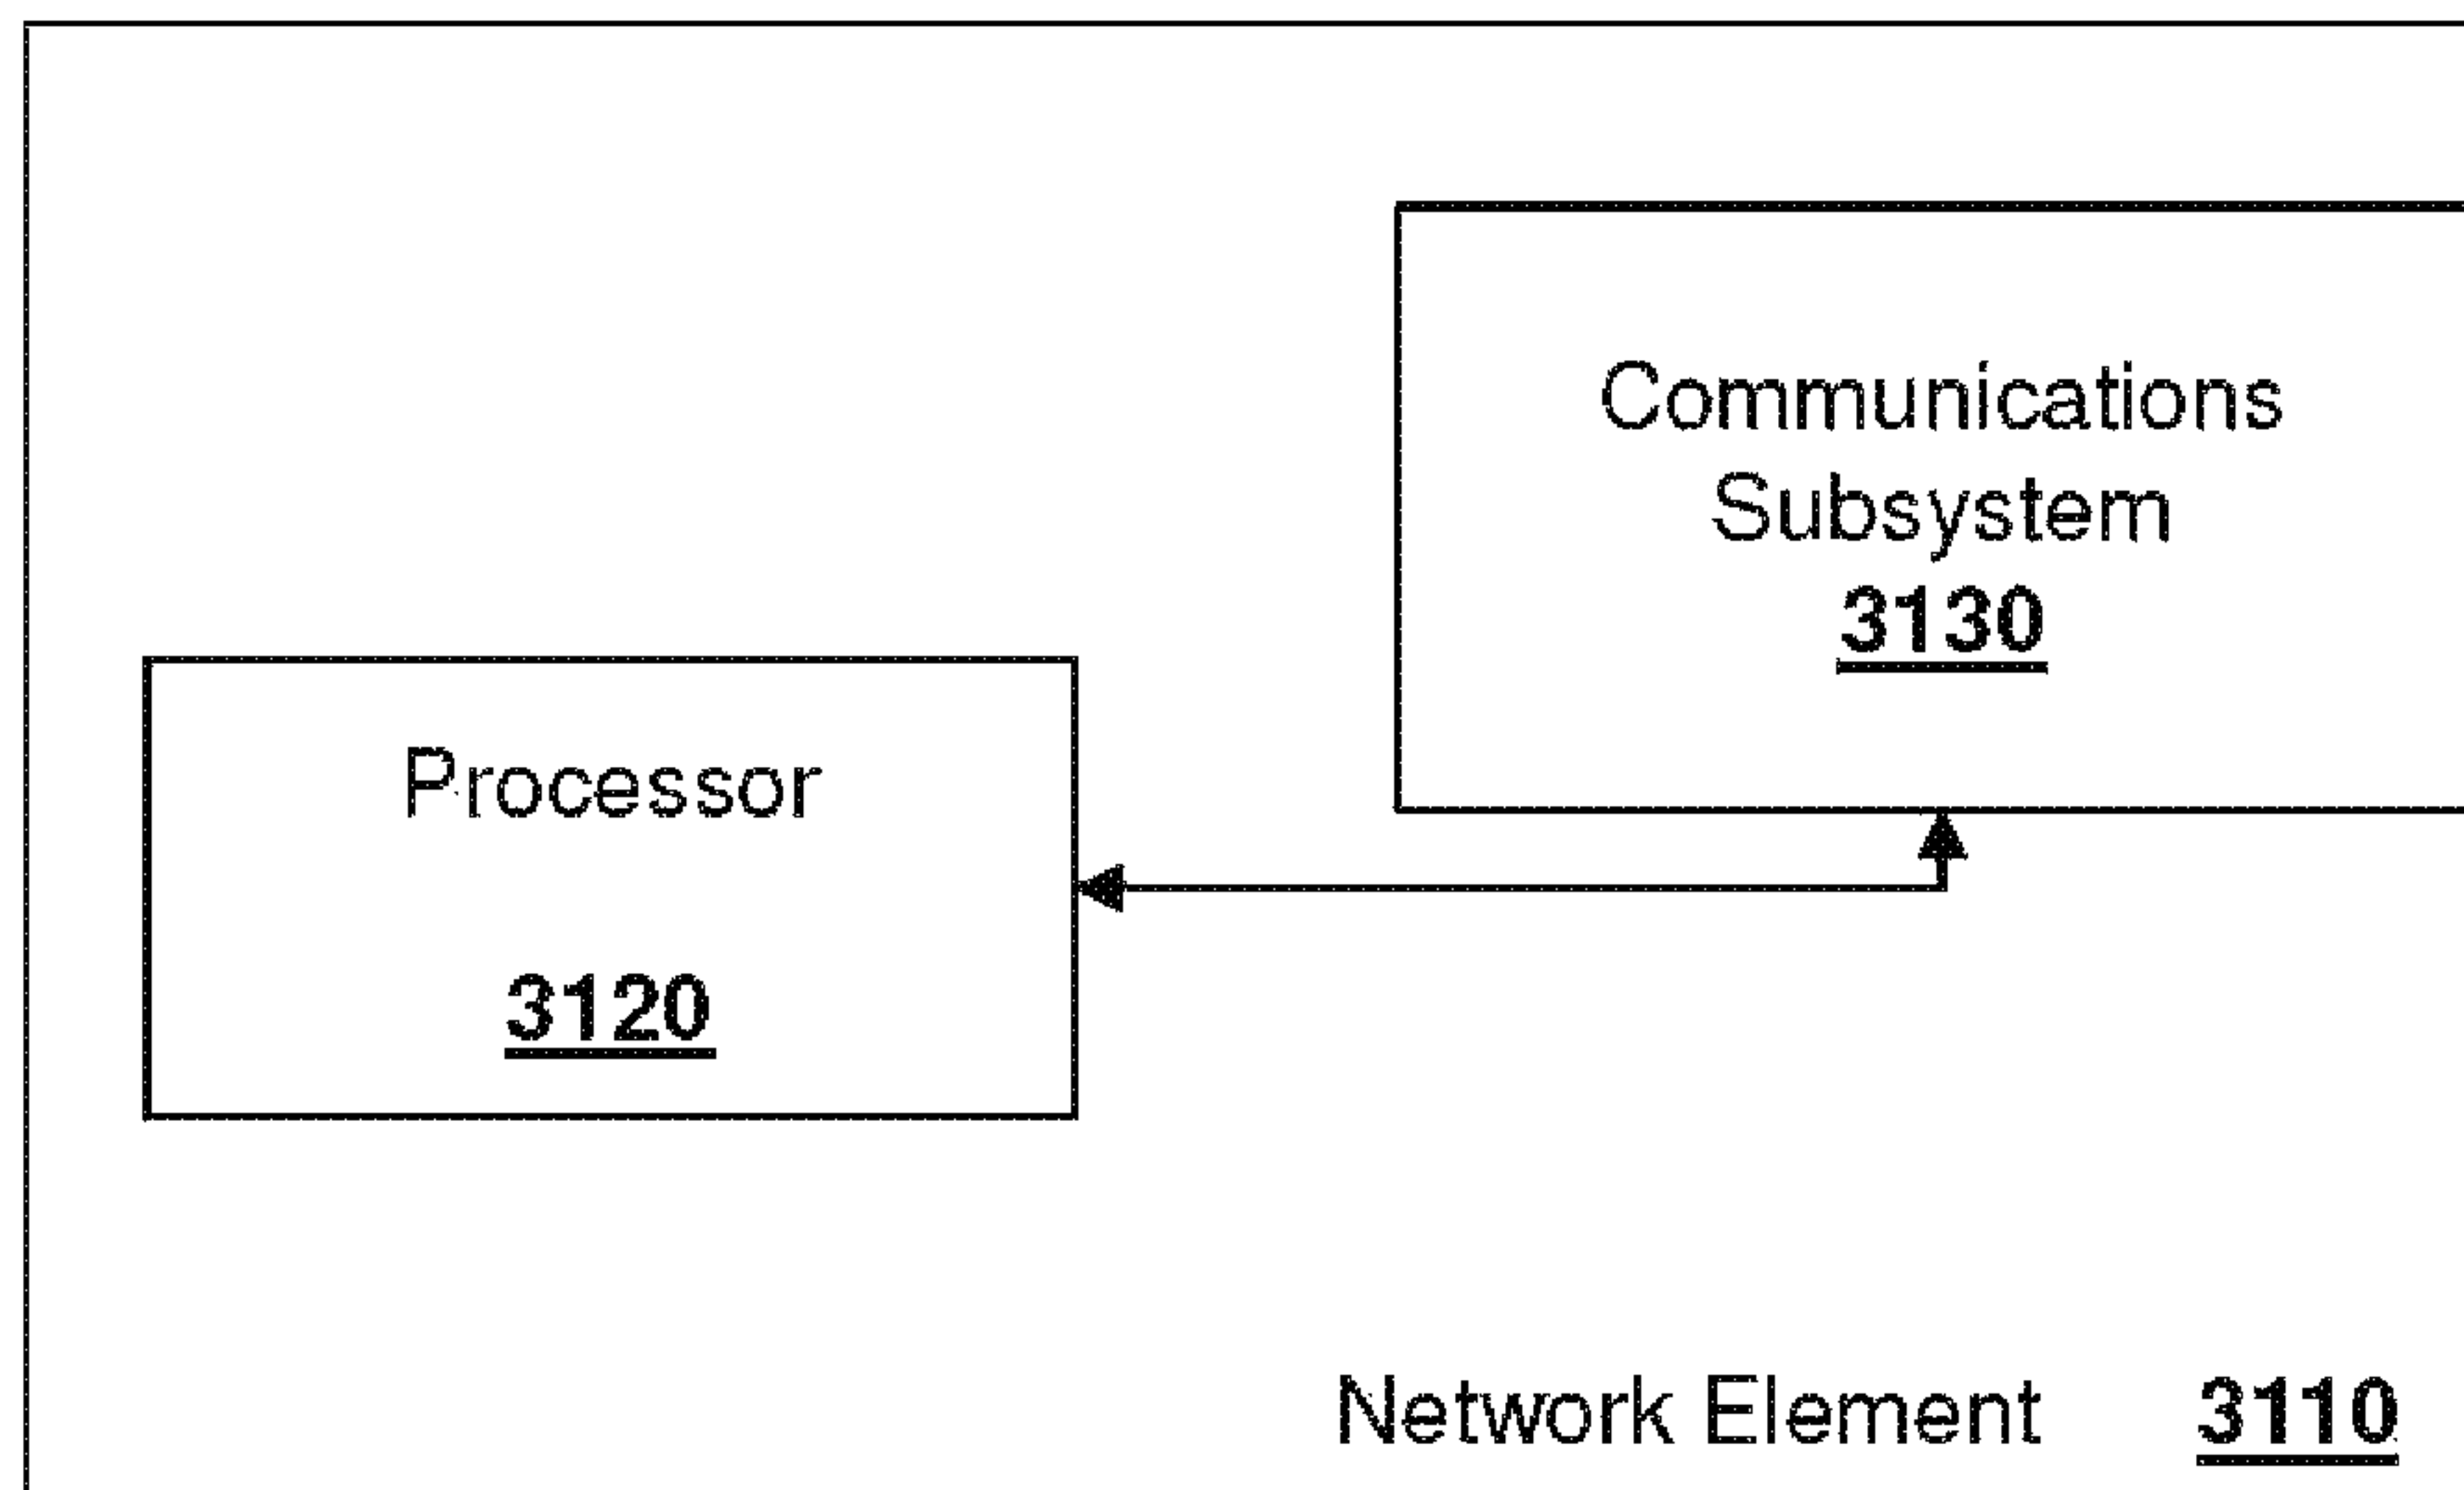 Communications
Subsystem
3130
Processor
3120
Network Element 3110